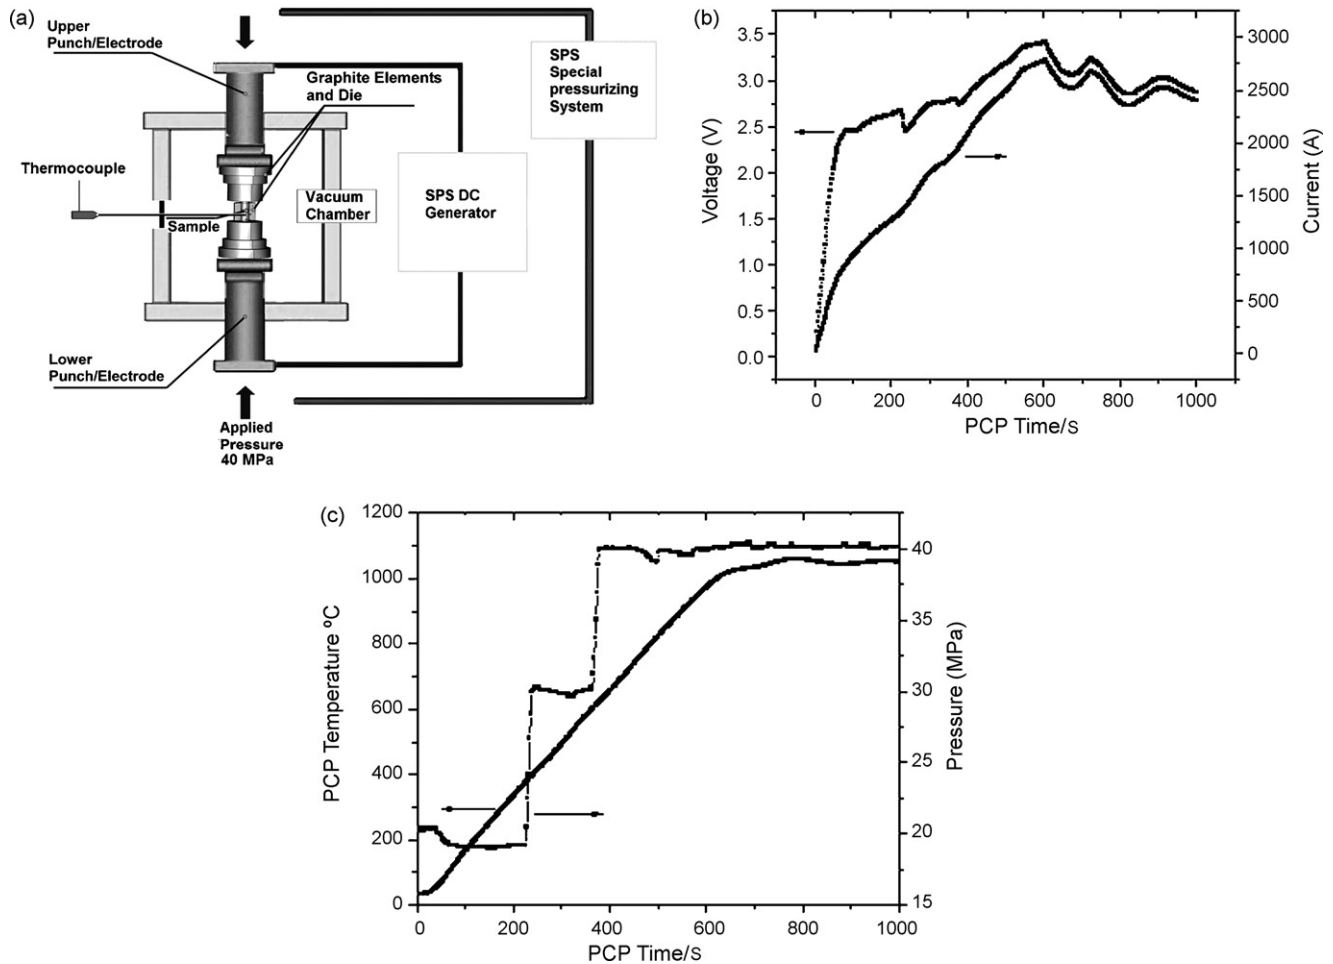 (a)
Upper
Punch/Electrode
Graphite Elements
and Die
SPS
Special
pressurizing
System
Thermocouple
Sample
Vacuum
Chamber
SPS DC
Generator
Lower
Punch/Electrode
Applied
Pressure
40 MPa
(b)
3.5
3.0
2.5
2.0
1.5
1.0
0.5
0.0
Voltage (V)
3000
2500
2000
1500
1000
500
0
Current (A)
0 200 400 600 800 1000
PCP Time/S
(c)
1200
1000
800
600
400
200
0
PCP Temperature ºC
40
35
30
25
20
15
Pressure (MPa)
0 200 400 600 800 1000
PCP Time/S